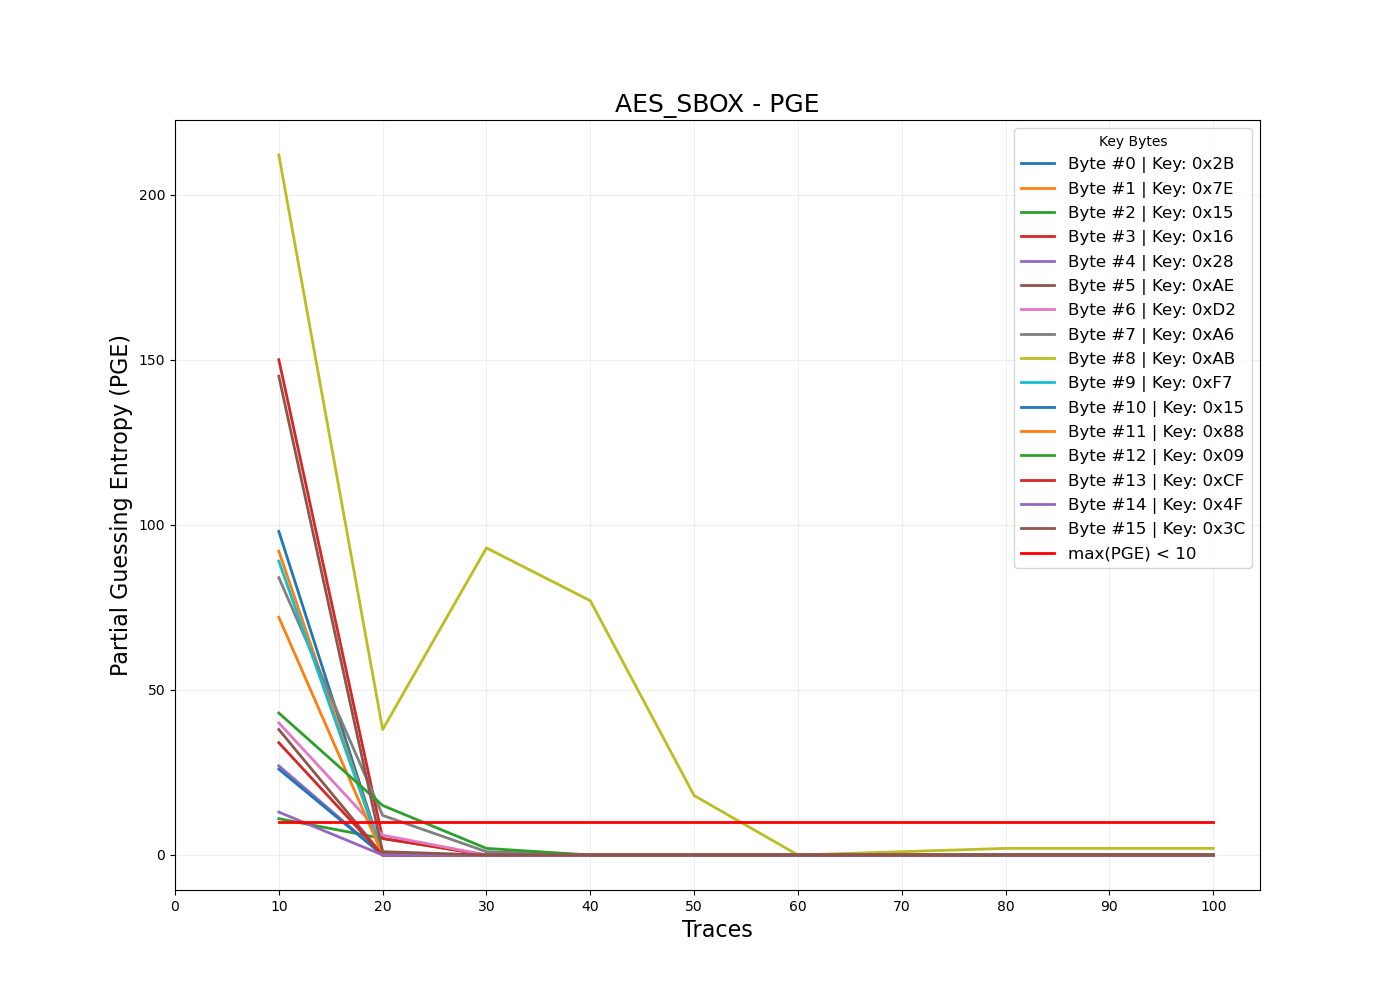 AES_SBOX - PGE
Partial Guessing Entropy (PGE)
200
150
100
50
0
Key Bytes
Byte #0 | Key: 0x2B
Byte #1 | Key: 0x7E
Byte #2 | Key: 0x15
Byte #3 | Key: 0x16
Byte #4 | Key: 0x28
Byte #5 | Key: 0xAE
Byte #6 | Key: 0xD2
Byte #7 | Key: 0xA6
Byte #8 | Key: 0xAB
Byte #9 | Key: 0xF7
Byte #10 | Key: 0x15
Byte #11 | Key: 0x88
Byte #12 | Key: 0x09
Byte #13 | Key: 0xCF
Byte #14 | Key: 0x4F
Byte #15 | Key: 0x3C
max(PGE) < 10
0 10 20 30 40 50 60 70 80 90 100
Traces